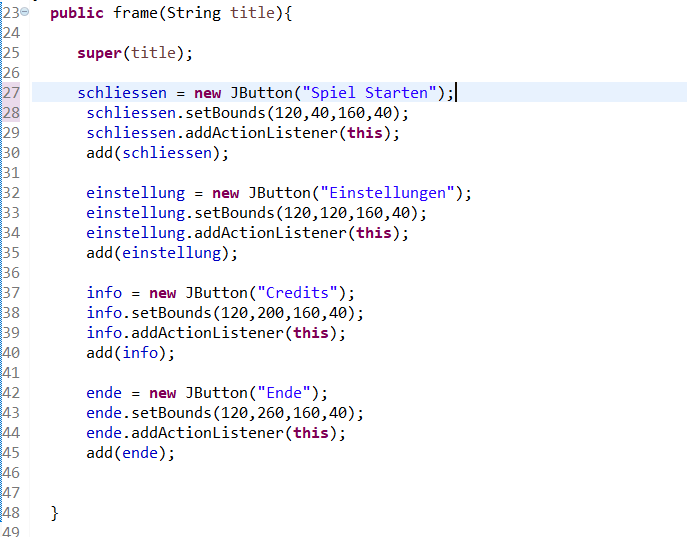 23 public frame(String title){
24
25 super(title);
26
27 schliessen = new JButton("Spiel Starten");
28 schliessen.setBounds(120,40,160,40);
29 schliessen.addActionListener(this);
30 add(schliessen);
31
32 einstellung = new JButton("Einstellungen");
33 einstellung.setBounds(120,120,160,40);
34 einstellung.addActionListener(this);
35 add(einstellung);
36
37 info = new JButton("Credits");
38 info.setBounds(120,200,160,40);
39 info.addActionListener(this);
40 add(info);
41
42 ende = new JButton("Ende");
43 ende.setBounds(120,260,160,40);
44 ende.addActionListener(this);
45 add(ende);
46
47
48 }
49